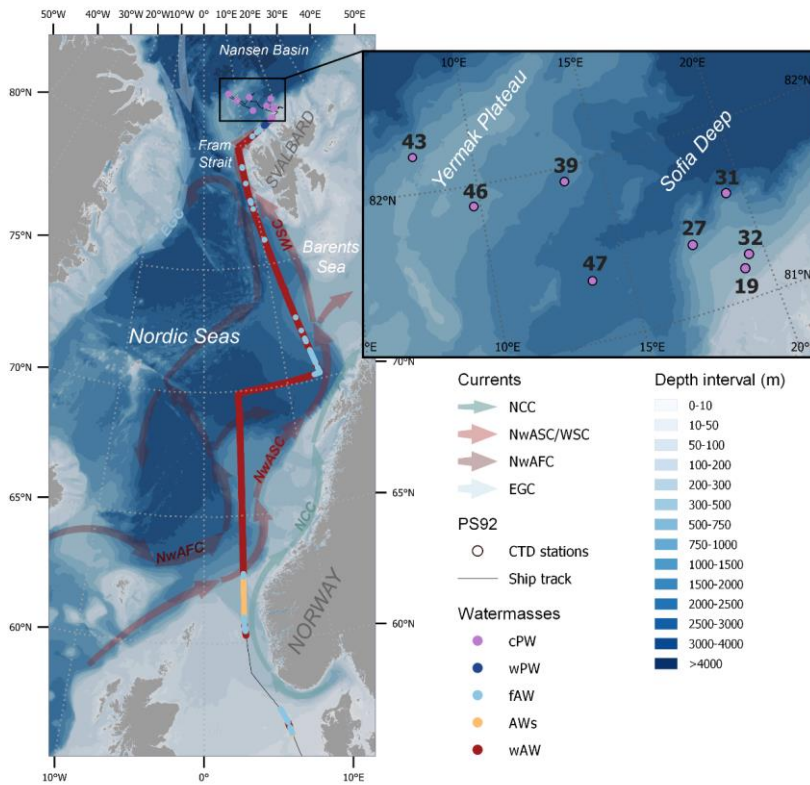 50°W 40°W 30°W 20°W 10°W 0° 10°E 20°E 30°E 40°E 50°E
Nansen Basin
80°N
Fram
Strait
SVALBARD
EGC
WSC
Barents
Sea
75°N
Nordic Seas
70°N
70°N
NwASC
65°N
65°N
NCC
NwAFC
NORWAY
60°N
60°N
10°W 0° 10°E
10°E 15°E 20°E
82°N
43
Yermak Plateau
39
Sofia Deep
31
82°N
46
27
32
47
19
81°N
°E 10°E 15°E 20°
Currents
NCC
NwASC/WSC
NwAFC
EGC
PS92
CTD stations
Ship track
Watermasses
cPW
wPW
fAW
AWs
wAW
Depth interval (m)
0-10
10-50
50-100
100-200
200-300
300-500
500-750
750-1000
1000-1500
1500-2000
2000-2500
2500-3000
3000-4000
>4000